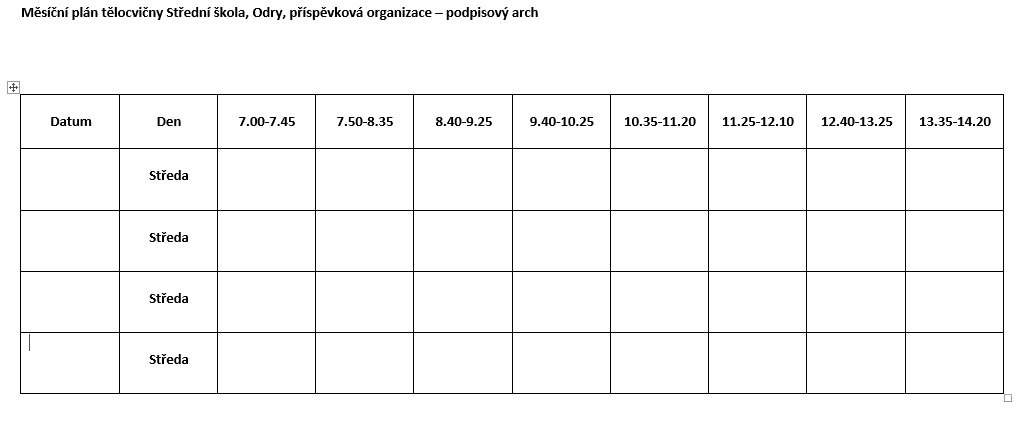 Měsíční plán tělocvičny Střední škola, Odry, příspěvková organizace – podpisový arch
Datum Den 7.00-7.45 7.50-8.35 8.40-9.25 9.40-10.25 10.35-11.20 11.25-12.10 12.40-13.25 13.35-14.20
Středa
Středa
Středa
Středa